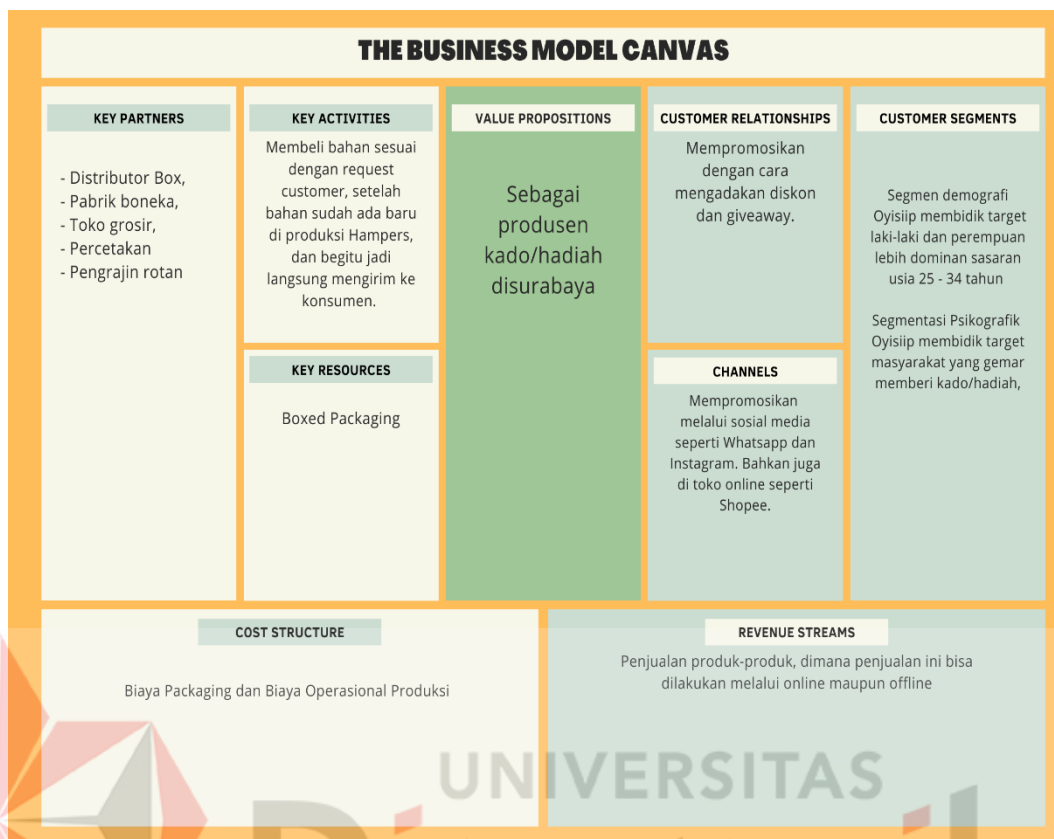 THE BUSINESS MODEL CANVAS
KEY PARTNERS
- Distributor Box,
- Pabrik boneka,
- Toko grosir,
- Percetakan
- Pengrajin rotan
KEY ACTIVITIES
Membeli bahan sesuai
dengan request
customer, setelah
bahan sudah ada baru
di produksi Hampers,
dan begitu jadi
langsung mengirim ke
konsumen.
KEY RESOURCES
Boxed Packaging
VALUE PROPOSITIONS
Sebagai
produsen
kado/hadiah
disurabaya
CUSTOMER RELATIONSHIPS
Mempromosikan
dengan cara
mengadakan diskon
dan giveaway.
CHANNELS
Mempromosikan
melalui sosial media
seperti Whatsapp dan
Instagram. Bahkan juga
di toko online seperti
Shopee.
CUSTOMER SEGMENTS
Segmen demografi
Oyisiip membidik target
laki-laki dan perempuan
lebih dominan sasaran
usia 25 - 34 tahun
Segmentasi Psikografik
Oyisiip membidik target
masyarakat yang gemar
memberi kado/hadiah,
COST STRUCTURE
Biaya Packaging dan Biaya Operasional Produksi
REVENUE STREAMS
Penjualan produk-produk, dimana penjualan ini bisa
dilakukan melalui online maupun offline
UNIVERSITAS